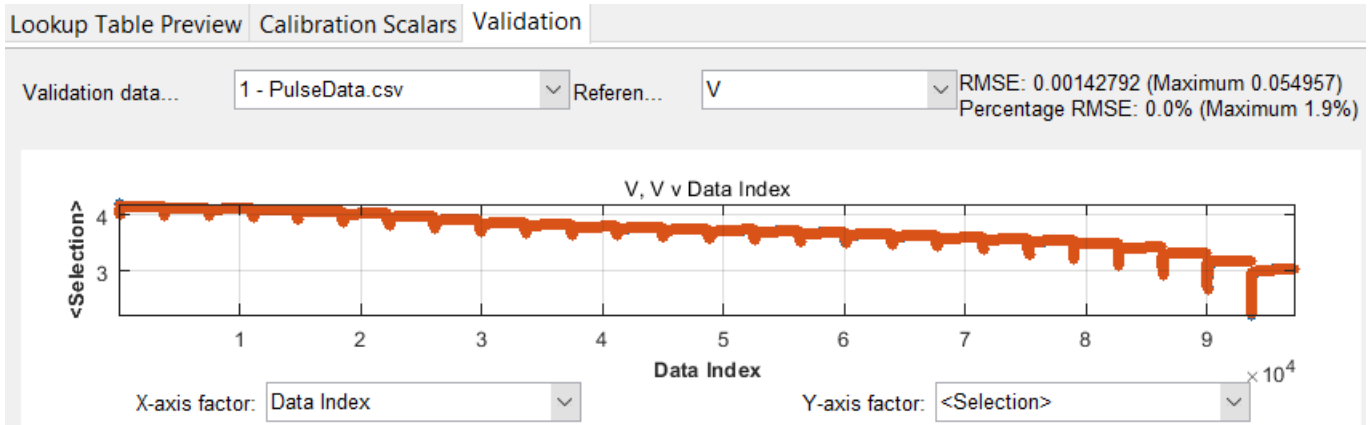 Lookup Table Preview Calibration Scalars Validation
Validation data... 1 - PulseData.csv Referen... V RMSE: 0.00142792 (Maximum 0.054957)
Percentage RMSE: 0.0% (Maximum 1.9%)
V, V v Data Index
<Selection>
4
3
1 2 3 4 5 6 7 8 9
Data Index
×10⁴
X-axis factor: Data Index Y-axis factor: <Selection>